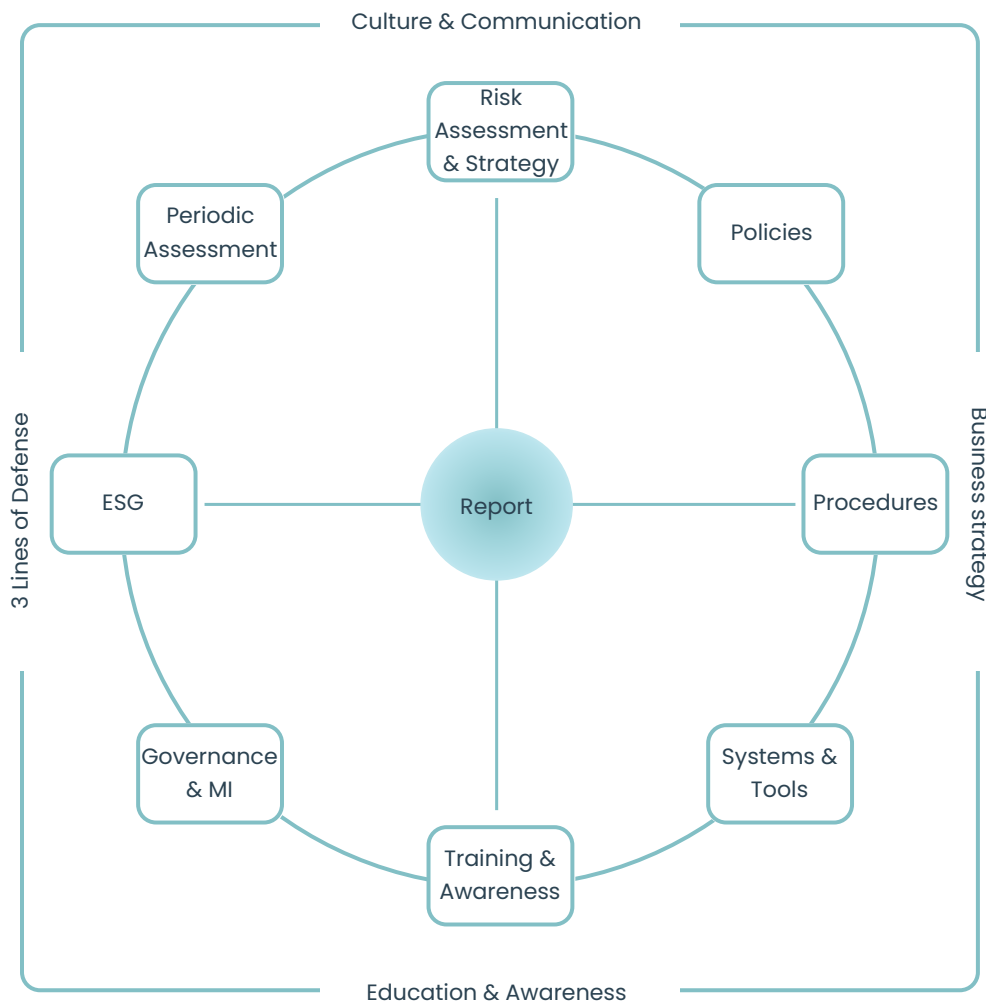 Culture & Communication
Risk
Assessment
& Strategy
Periodic
Assessment
Policies
3 Lines of Defense
ESG
Report
Procedures
Business strategy
Governance
& MI
Systems &
Tools
Training &
Awareness
Education & Awareness